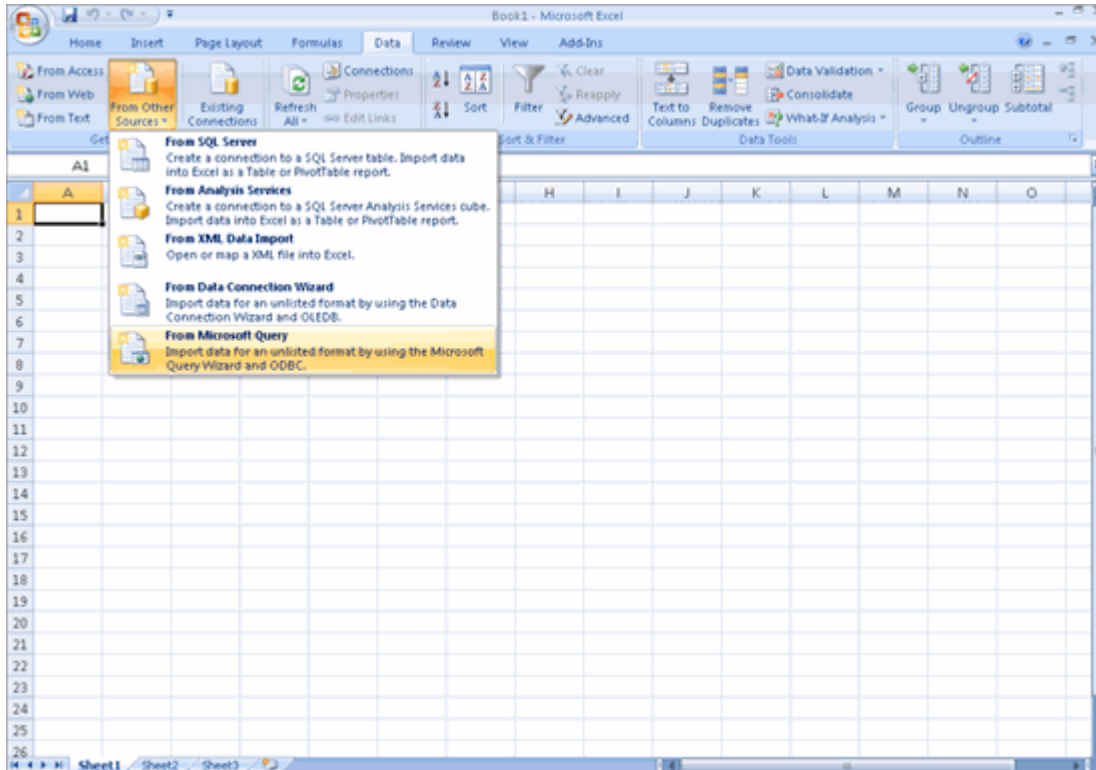 Book1 - Microsoft Excel
Home Insert Page Layout Formulas Data Review View Add-Ins
From Access
From Web
From Text
From Other Sources
Existing Connections
Refresh All
Connections
Properties
Edit Links
Sort
Filter
Clear
Reapply
Advanced
Text to Columns
Remove Duplicates
Data Validation
Consolidate
What-If Analysis
Group
Ungroup
Subtotal
Get
Sort & Filter
Data Tools
Outline
A1
From SQL Server
Create a connection to a SQL Server table. Import data
into Excel as a Table or PivotTable report.
From Analysis Services
Create a connection to a SQL Server Analysis Services cube.
Import data into Excel as a Table or PivotTable report.
From XML Data Import
Open or map a XML file into Excel.
From Data Connection Wizard
Import data for an unlisted format by using the Data
Connection Wizard and OLEDB.
From Microsoft Query
Import data for an unlisted format by using the Microsoft
Query Wizard and ODBC.
A H I J K L M N O
1
2
3
4
5
6
7
8
9
10
11
12
13
14
15
16
17
18
19
20
21
22
23
24
25
26
Sheet1 Sheet2 Sheet3